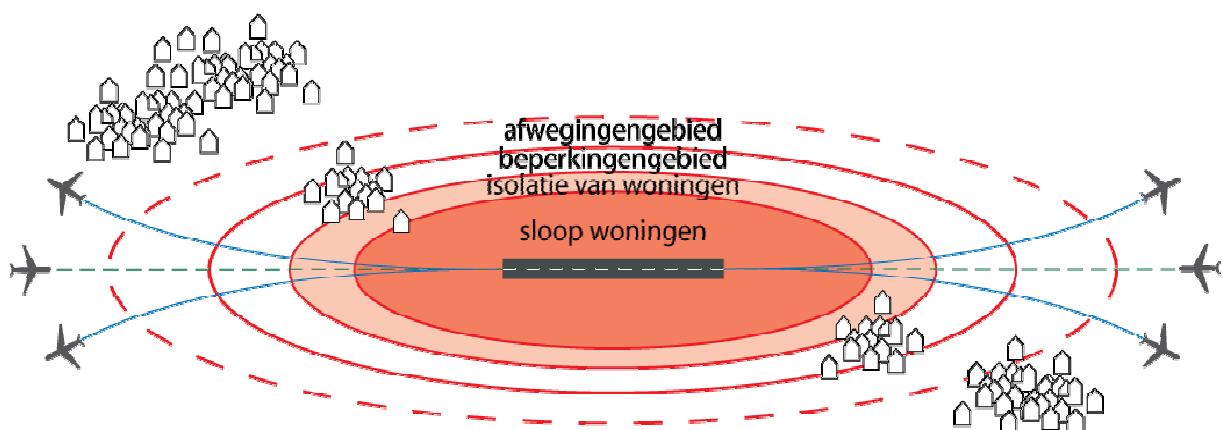 afwegingengebied
beperkingengebied
isolatie van woningen
sloop woningen